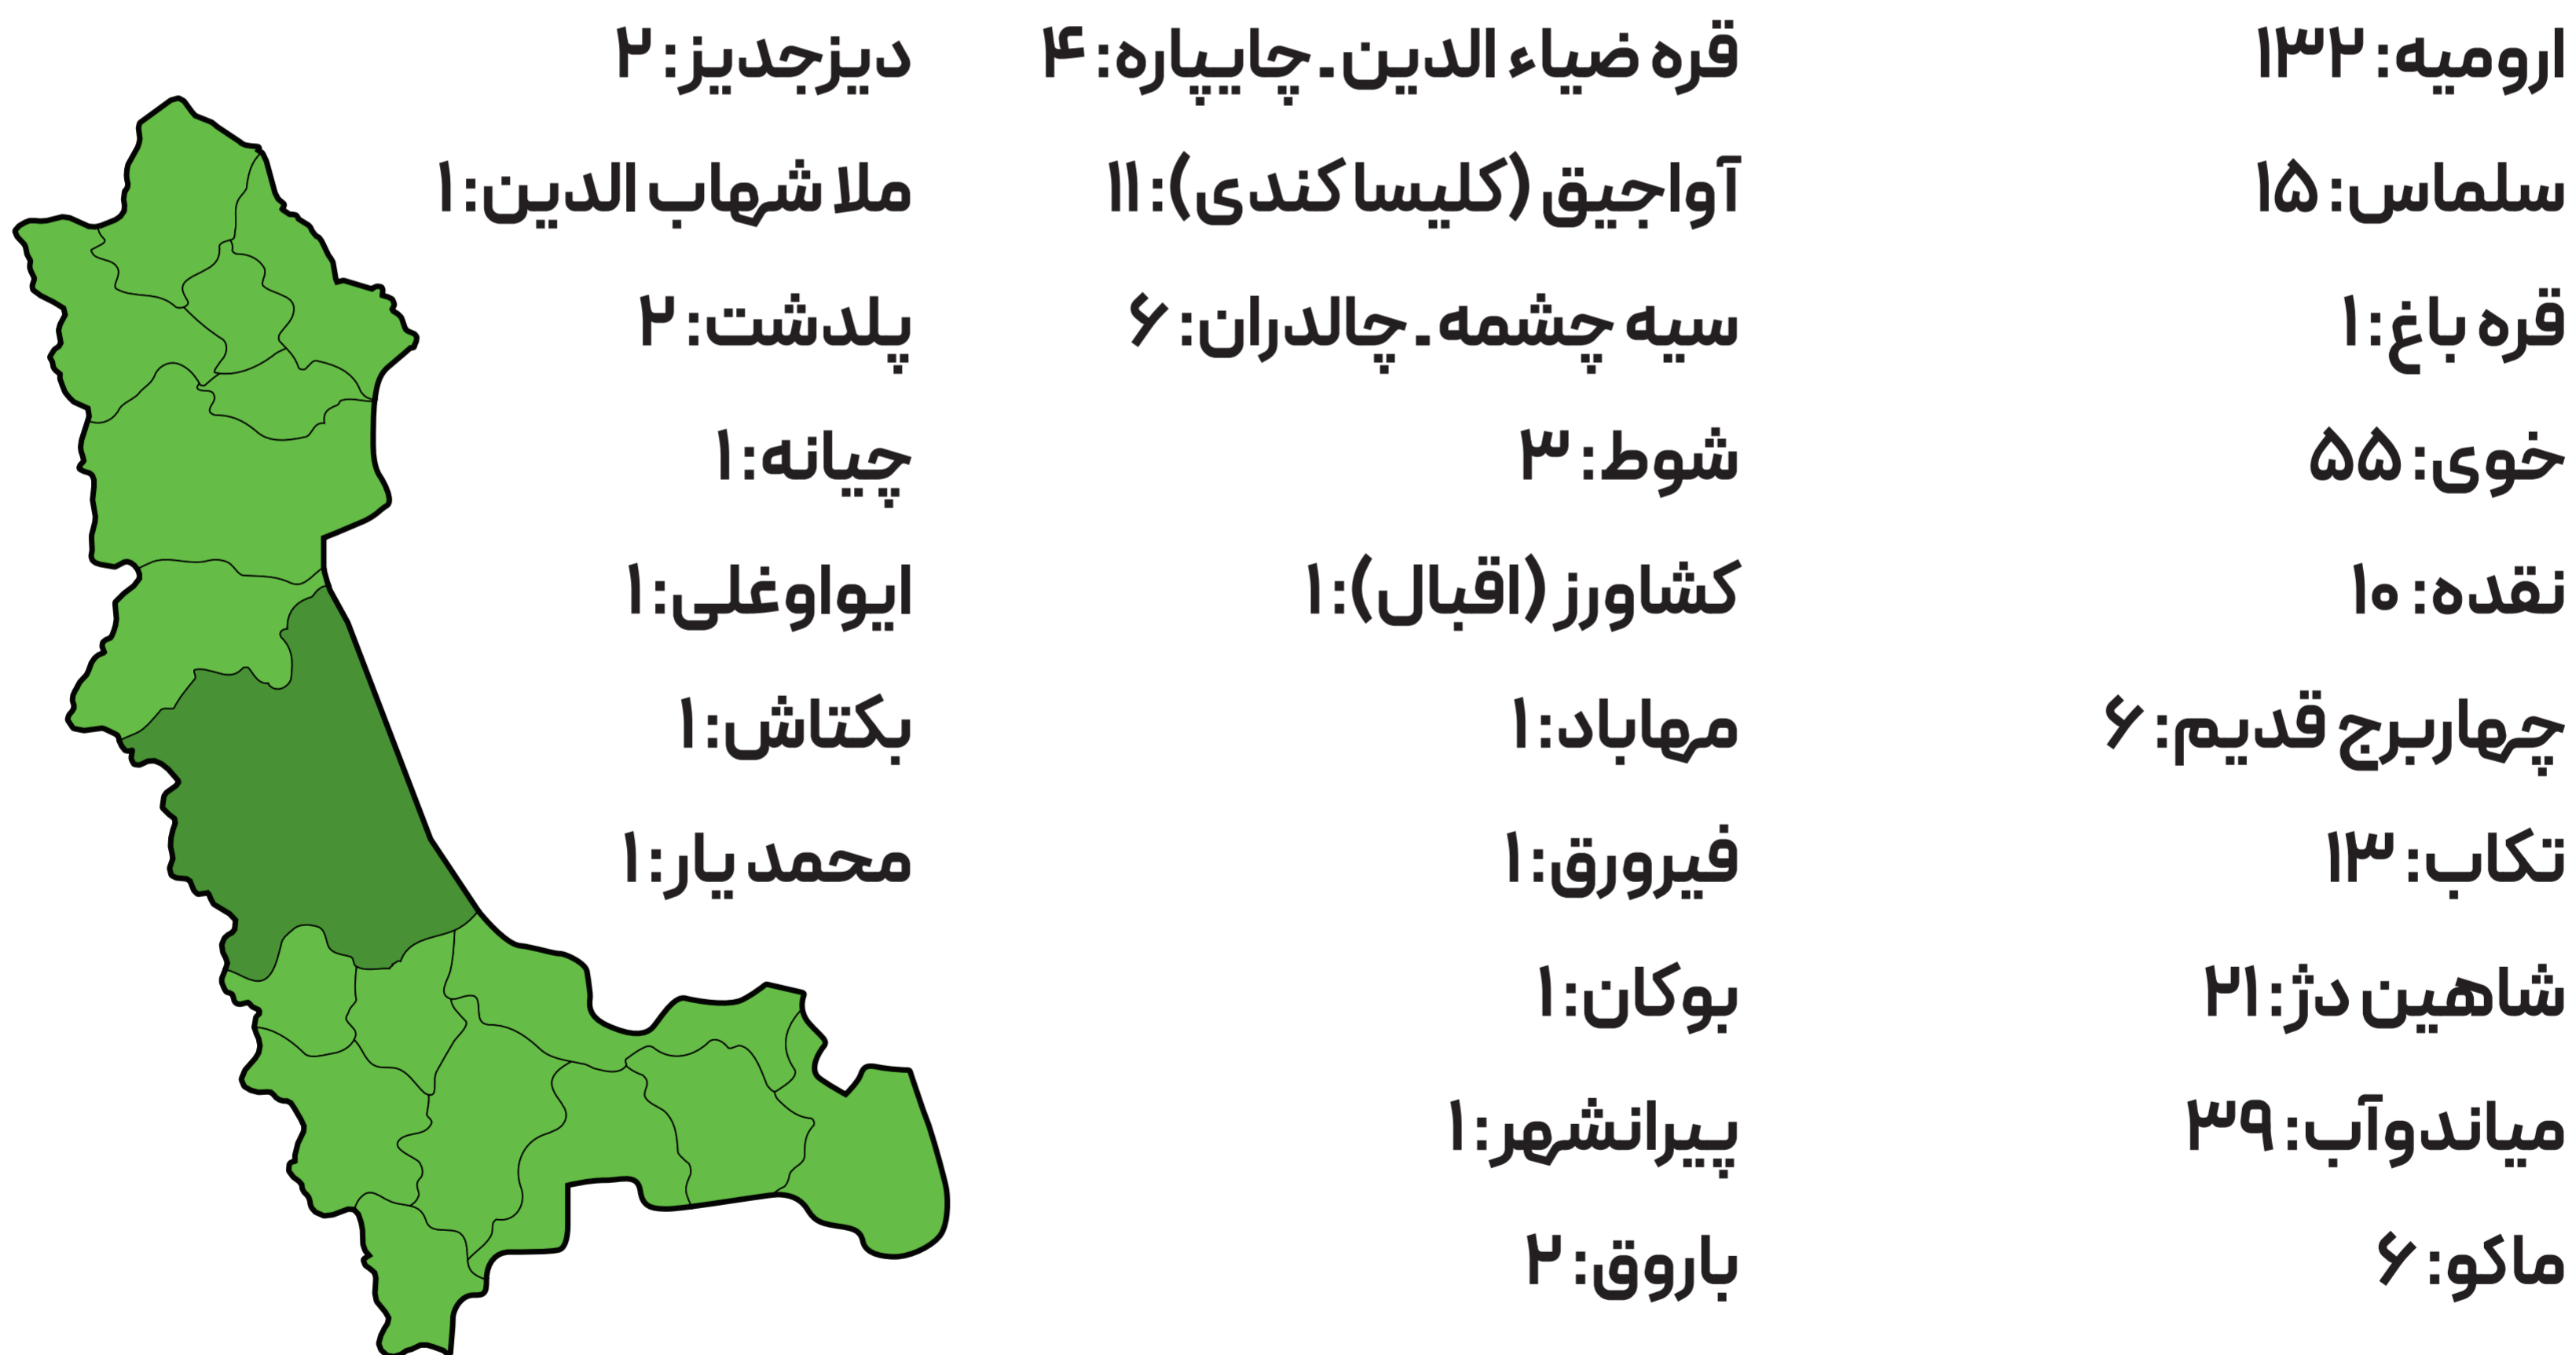 ارومیه: ۱۳۲
سلماس: ۱۵
قره باغ: ۱
خوی: ۵۵
نقده: ۱۰
چهاربرج قدیم: ۶
تکاب: ۱۳
شاهین دژ: ۲۱
میاندوآب: ۳۹
ماکو: ۶
قره ضیاء الدین ـ چایپاره: ۴
آواجیق (کلیسا کندی): ۱۱
سیه چشمه ـ چالدران: ۶
شوط: ۳
کشاورز (اقبال): ۱
مهاباد: ۱
فیرورق: ۱
بوکان: ۱
پیرانشهر: ۱
باروق: ۲
دیزجدیز: ۲
ملا شهاب الدین: ۱
پلدشت: ۲
چیانه: ۱
ایواوغلی: ۱
بکتاش: ۱
محمد یار: ۱